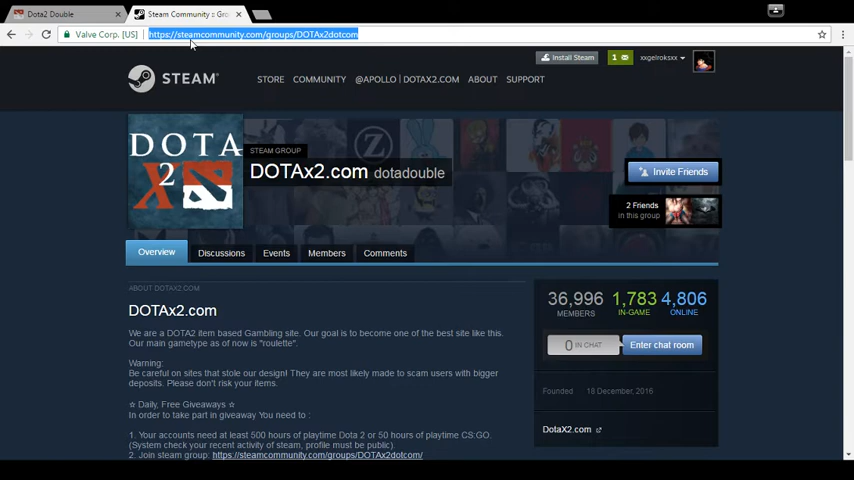 Dota2 Double
Steam Community :: Gro
Valve Corp. [US]
https://steamcommunity.com/groups/DOTAx2dotcom
Install Steam
1
xxgelroksxx
STEAM®
STORE COMMUNITY @APOLLO | DOTAX2.COM ABOUT SUPPORT
DOTA
X2
STEAM GROUP
DOTAx2.com dotadouble
Invite Friends
2 Friends
in this group
Overview Discussions Events Members Comments
ABOUT DOTAX2.COM
DOTAx2.com
We are a DOTA2 item based Gambling site. Our goal is to become one of the best site like this.
Our main gametype as of now is "roulette".
Warning:
Be careful on sites that stole our design! They are most likely made to scam users with bigger
deposits. Please don't risk your items.
☆ Daily, Free Giveaways ☆
In order to take part in giveaway You need to :
1. Your accounts need at least 500 hours of playtime Dota 2 or 50 hours of playtime CS:GO.
(System check your recent activity of steam, profile must be public).
2. Join steam group: https://steamcommunity.com/groups/DOTAx2dotcom/
36,996 1,783 4,806
MEMBERS IN-GAME ONLINE
0 IN CHAT
Enter chat room
Founded 18 December, 2016
DotaX2.com